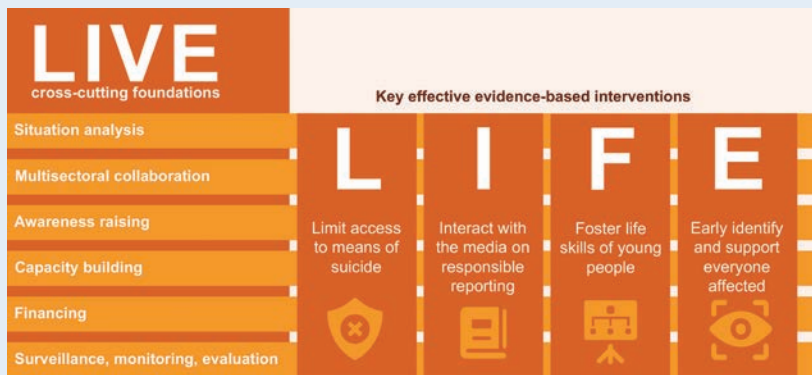 LIVE
cross-cutting foundations
Key effective evidence-based interventions
Situation analysis
Multisectoral collaboration
Awareness raising
Capacity building
Financing
Surveillance, monitoring, evaluation
L
Limit access
to means of
suicide
I
Interact with
the media on
responsible
reporting
F
Foster life
skills of young
people
E
Early identify
and support
everyone
affected